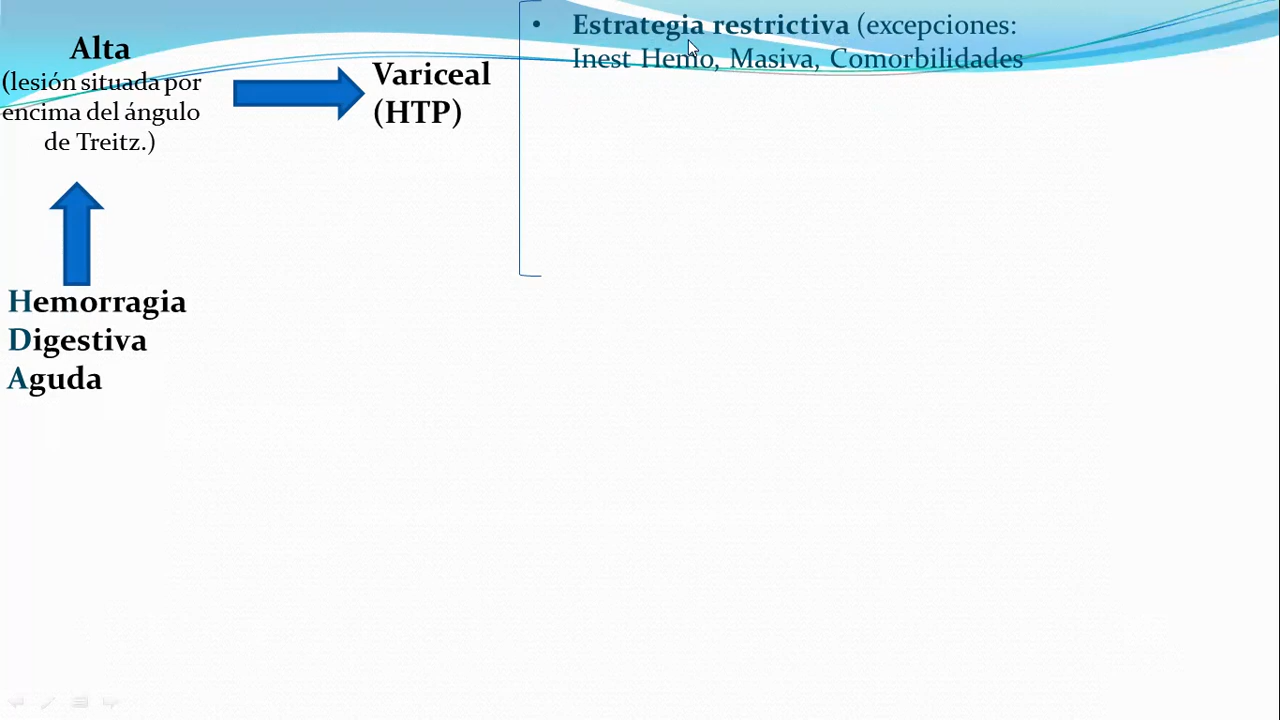 Alta
(lesión situada por
encima del ángulo
de Treitz.)
Variceal
(HTP)
• Estrategia restrictiva (excepciones:
Inest Hemo, Masiva, Comorbilidades
Hemorragia
Digestiva
Aguda